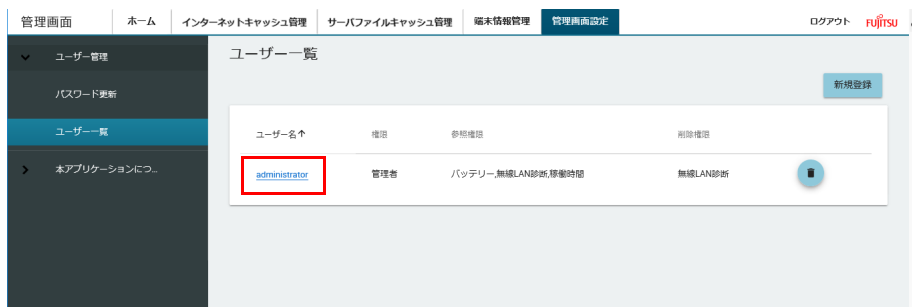 管理画面 ホーム インターネットキャッシュ管理 サーバファイルキャッシュ管理 端末情報管理 管理画面設定 ログアウト FUJITSU
ユーザー管理
ユーザー一覧
パスワード更新
新規登録
ユーザー一覧
ユーザー名↑ 権限 参照権限 削除権限
本アプリケーションにつ...
administrator 管理者 バッテリー,無線LAN診断,稼働時間 無線LAN診断